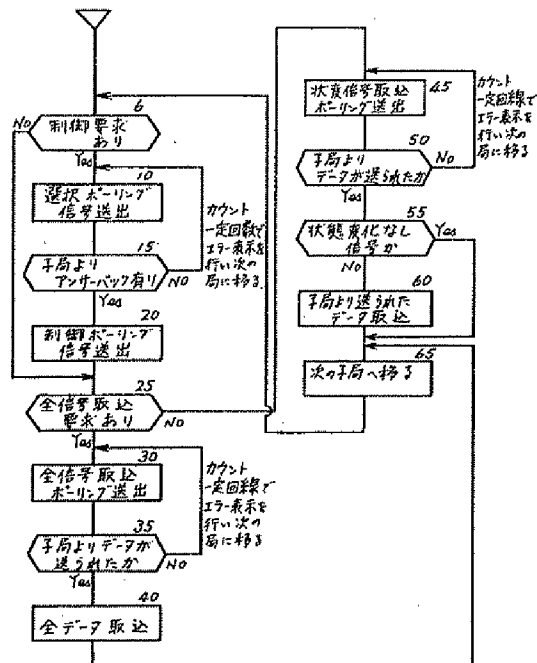 6
制御要求
あり
No
Yes
10
選択ポーリング
信号送出
カウント
一定回数で
エラー表示を
行い次の
局に移る
15
子局より
アンサーバック有り
No
Yes
20
制御ポーリング
信号送出
25
全信号取込
要求あり
No
Yes
30
全信号取込
ポーリング送出
カウント
一定回線で
エラー表示を
行い次の
局に移る
35
子局よりデータが
送うれたか
No
Yes
40
全データ取込
45
状変信号取込
ポーリング送出
カウント
一定回線で
エラー表示を
行い次の
局に移る
50
子局より
データが送られたか
No
Yes
55
状態変化なし
信号か
Yes
No
60
子局より送られた
データ取込
65
次の子局へ移る